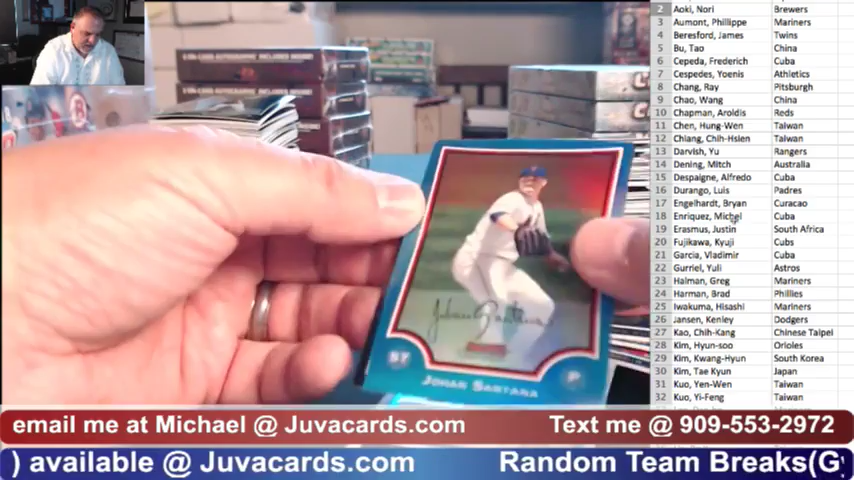 2 Aoki, Nori Brewers
3 Aumont, Phillippe Mariners
4 Beresford, James Twins
5 Bu, Tao China
6 Cepeda, Frederich Cuba
7 Cespedes, Yoenis Athletics
8 Chang, Ray Pitsburgh
9 Chao, Wang China
10 Chapman, Aroldis Reds
11 Chen, Hung-Wen Taiwan
12 Chiang, Chih-Hsien Taiwan
13 Darvish, Yu Rangers
14 Dening, Mitch Australia
15 Despaigne, Alfredo Cuba
16 Durango, Luis Padres
17 Engelhardt, Bryan Curacao
18 Enriquez, Michel Cuba
19 Erasmus, Justin South Africa
20 Fujikawa, Kyuji Cubs
21 Garcia, Vladimir Cuba
22 Gurriel, Yuli Astros
23 Halman, Greg Mariners
24 Harman, Brad Phillies
25 Iwakuma, Hisashi Mariners
26 Jansen, Kenley Dodgers
27 Kao, Chih-Kang Chinese Taipei
28 Kim, Hyun-soo Orioles
29 Kim, Kwang-Hyun South Korea
30 Kim, Tae Kyun Japan
31 Kuo, Yen-Wen Taiwan
32 Kuo, Yi-Feng Taiwan
Johan Santana
57
Johan Santana
P
email me at Michael @ Juvacards.com Text me @ 909-553-2972
) available @ Juvacards.com Random Team Breaks(Gy